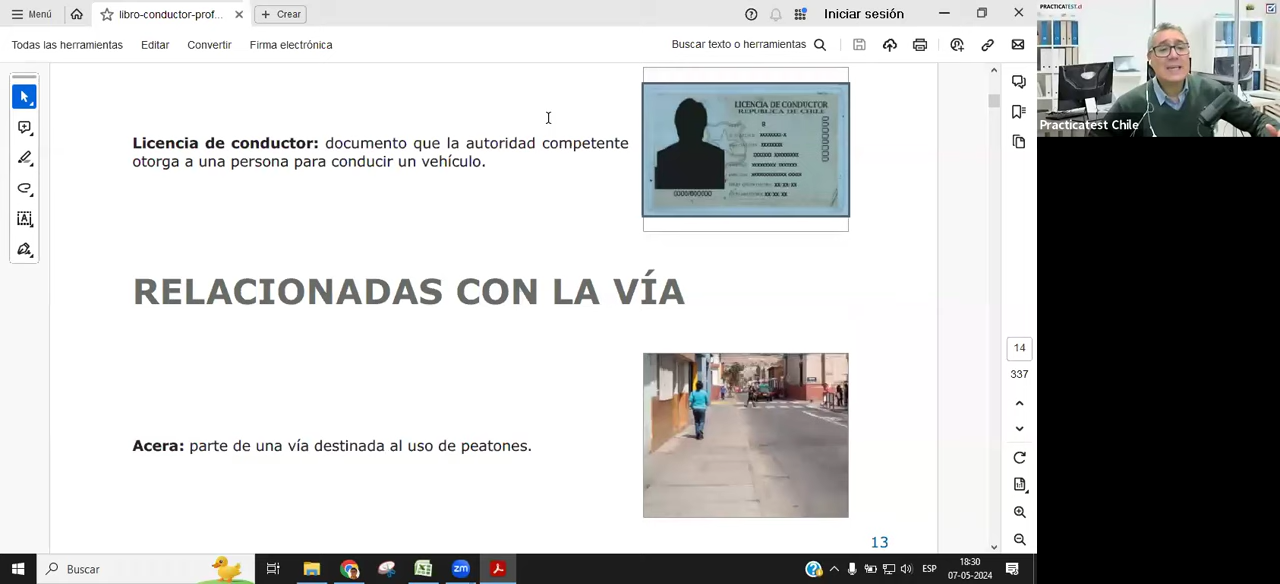 Menú
libro-conductor-prof...
Crear
Iniciar sesión
PRACTICATEST.cl
Todas las herramientas
Editar
Convertir
Firma electrónica
Buscar texto o herramientas
Practicatest Chile
LICENCIA DE CONDUCTOR
REPUBLICA DE CHILE
Licencia de conductor: documento que la autoridad competente
otorga a una persona para conducir un vehículo.
RELACIONADAS CON LA VÍA
Acera: parte de una vía destinada al uso de peatones.
13
14
337
Buscar
zm
ESP
18:30
07-05-2024